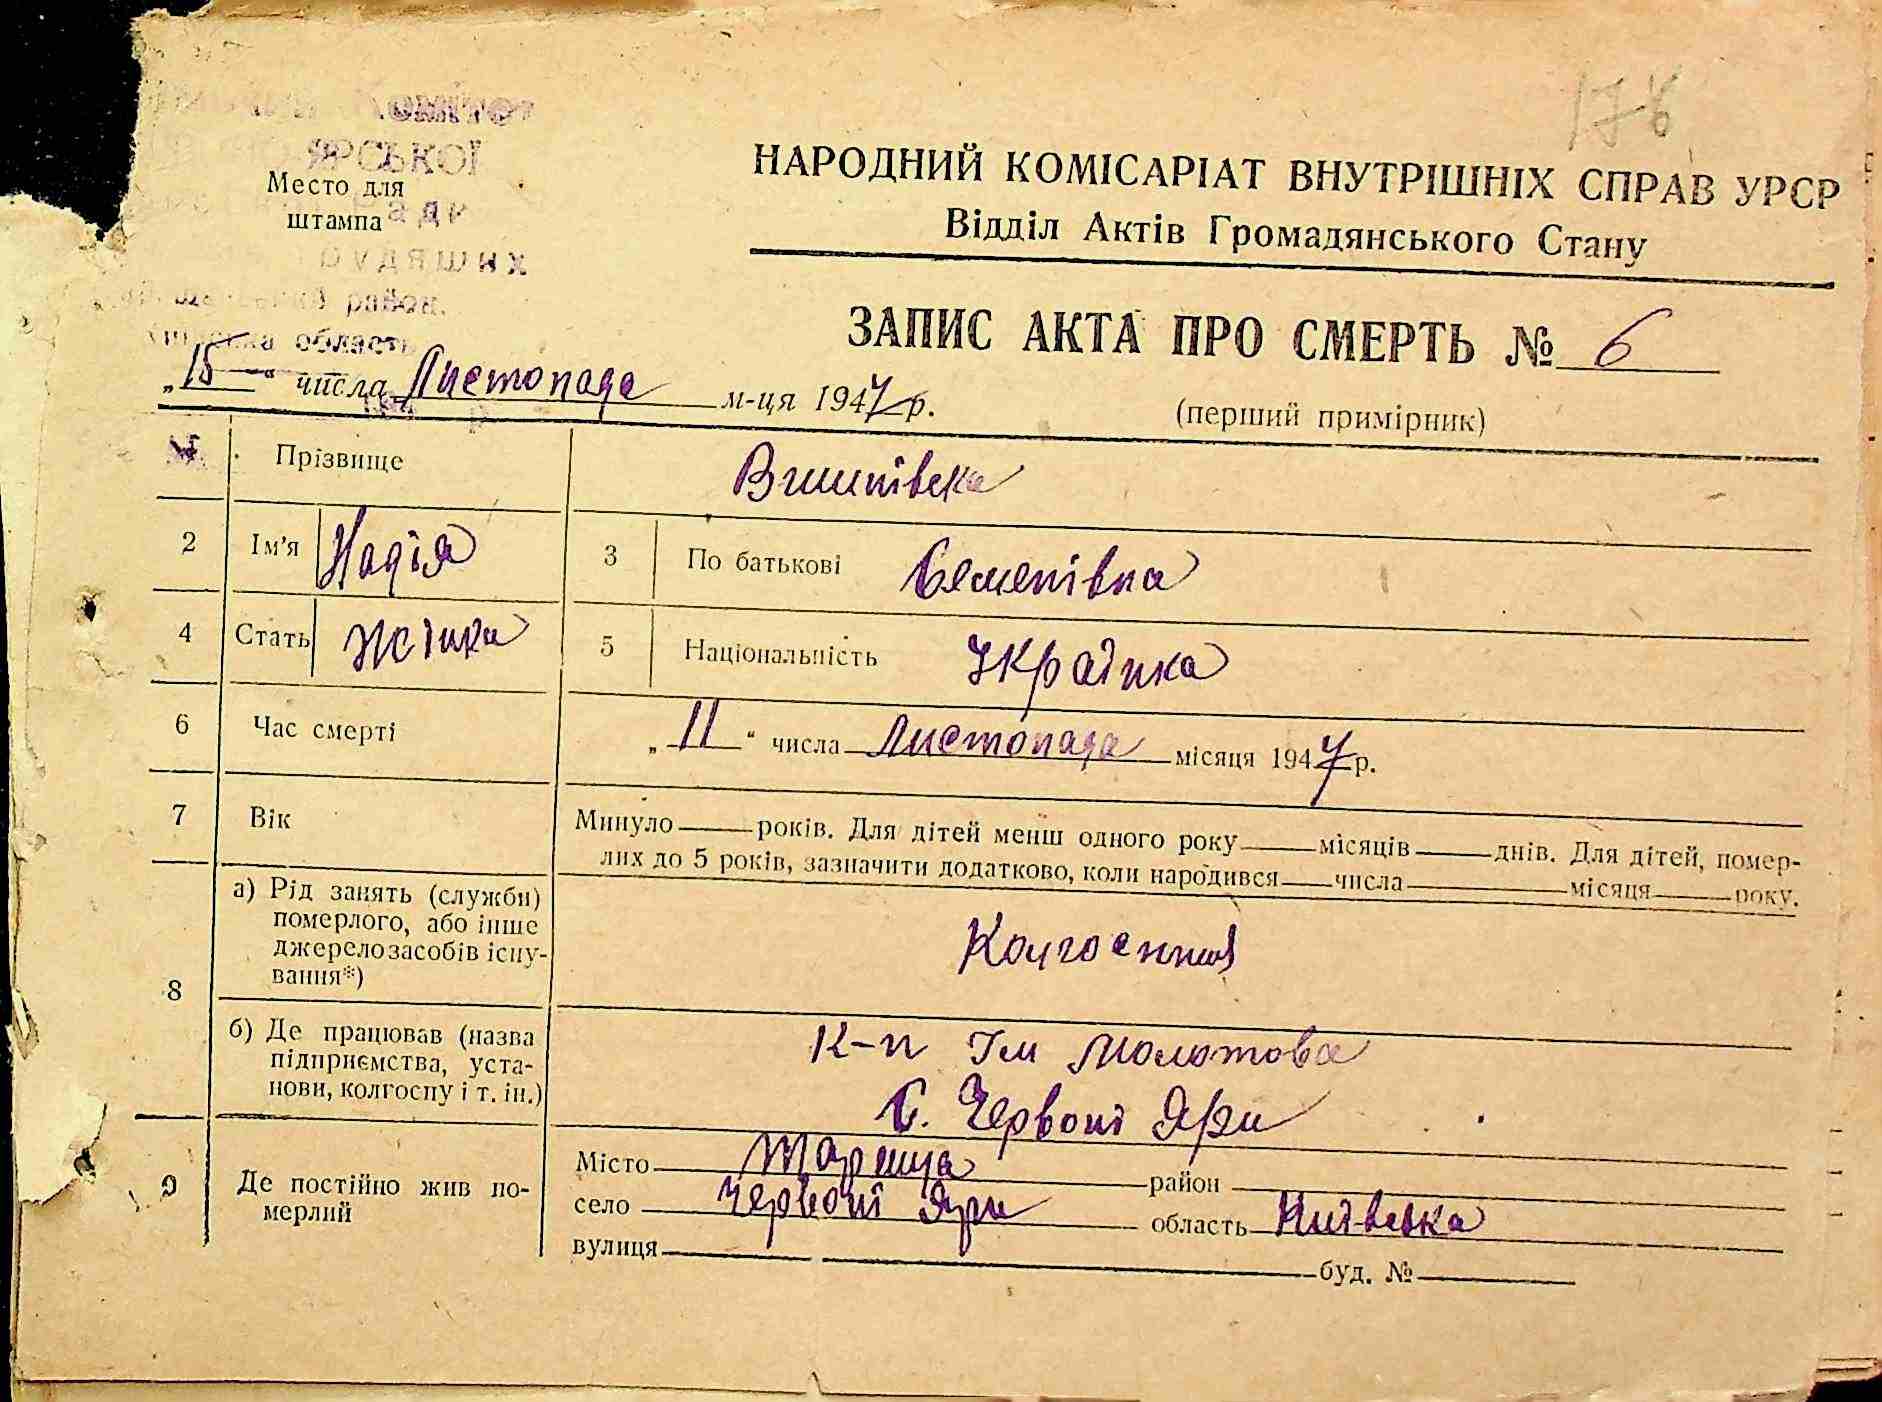 178
ЯРСЬКОЇ
Место для
штампа
район.
НАРОДНИЙ КОМІСАРІАТ ВНУТРІШНІХ СПРАВ УРСР
Відділ Актів Громадянського Стану
ЗАПИС АКТА ПРО СМЕРТЬ № 6
„15“ числа Листопада м-ця 1947 р.
(перший примірник)
Прізвище
2 Ім'я Надія 3 По батькові Семенівна
4 Стать жінка 5 Національність Українка
6 Час смерті „11“ числа Листопада місяця 1947 р.
7 Вік Минуло років. Для дітей менш одного року місяців днів. Для дітей, помер-
лих до 5 років, зазначити додатково, коли народився числа місяця року.
8 а) Рід занять (служби)
померлого, або інше
джерело засобів існу-
вання*)
Колгоспниця
б) Де працював (назва
підприємства, уста-
нови, колгоспу і т. ін.)
К-п Ім Молотова
С. Червоні Яри
9 Де постійно жив по-
мерлий
Місто Тараща район
село Червоні Яри область Київська
вулиця буд. №